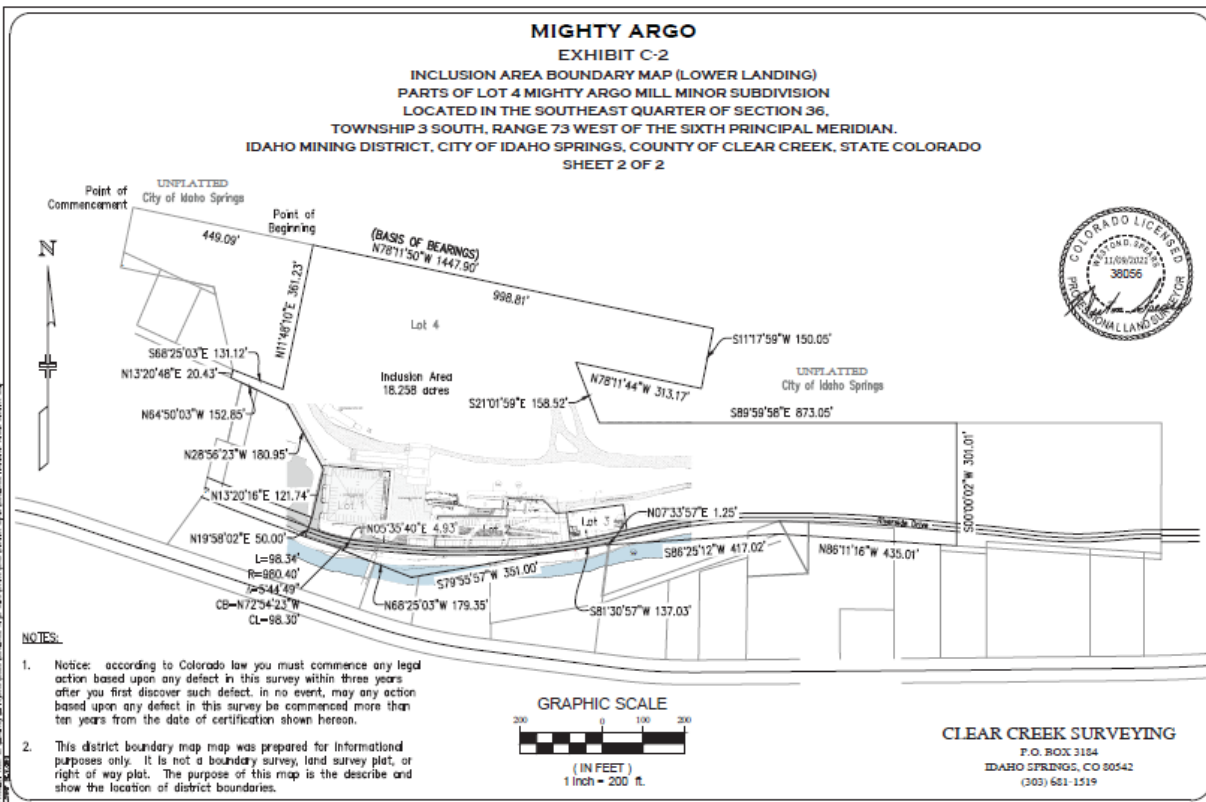 MIGHTY ARGO
EXHIBIT C-2
INCLUSION AREA BOUNDARY MAP (LOWER LANDING)
PARTS OF LOT 4 MIGHTY ARGO MILL MINOR SUBDIVISION
LOCATED IN THE SOUTHEAST QUARTER OF SECTION 36,
TOWNSHIP 3 SOUTH, RANGE 73 WEST OF THE SIXTH PRINCIPAL MERIDIAN.
IDAHO MINING DISTRICT, CITY OF IDAHO SPRINGS, COUNTY OF CLEAR CREEK, STATE COLORADO
SHEET 2 OF 2
Point of
Commencement
UNPLATTED
City of Idaho Springs
Point of
Beginning
449.09'
(BASIS OF BEARINGS)
N78°11'50"W 1447.90'
998.81'
N
N11°48'10"E 361.23'
Lot 4
COLORADO LICENSED
WESTON D. SPEARS
11/09/2021
38056
PROFESSIONAL LAND SURVEYOR
S11°17'59"W 150.05'
S68°25'03"E 131.12'
N13°20'48"E 20.43'
Inclusion Area
18.258 acres
N78°11'44"W 313.17'
UNPLATTED
City of Idaho Springs
S21°01'59"E 158.52'
N64°50'03"W 152.85'
S89°59'58"E 873.05'
N28°56'23"W 180.95'
S00°00'02"W 301.01'
N13°20'16"E 121.74'
Lot 1
N05°35'40"E 4.93'
Lot 2
Lot 3
N07°33'57"E 1.25'
Riverside Drive
N19°58'02"E 50.00'
L=98.34'
R=980.40'
Δ=5°44'49"
CB=N72°54'23"W
CL=98.30'
S79°55'57"W 351.00'
S86°25'12"W 417.02'
N86°11'16"W 435.01'
N68°25'03"W 179.35'
S81°30'57"W 137.03'
NOTES:
1. Notice: according to Colorado law you must commence any legal
action based upon any defect in this survey within three years
after you first discover such defect. in no event, may any action
based upon any defect in this survey be commenced more than
ten years from the date of certification shown hereon.
2. This district boundary map map was prepared for informational
purposes only. It is not a boundary survey, land survey plat, or
right of way plat. The purpose of this map is the describe and
show the location of district boundaries.
GRAPHIC SCALE
200 0 100 200
( IN FEET )
1 inch = 200 ft.
CLEAR CREEK SURVEYING
P.O. BOX 3184
IDAHO SPRINGS, CO 80542
(303) 681-1519